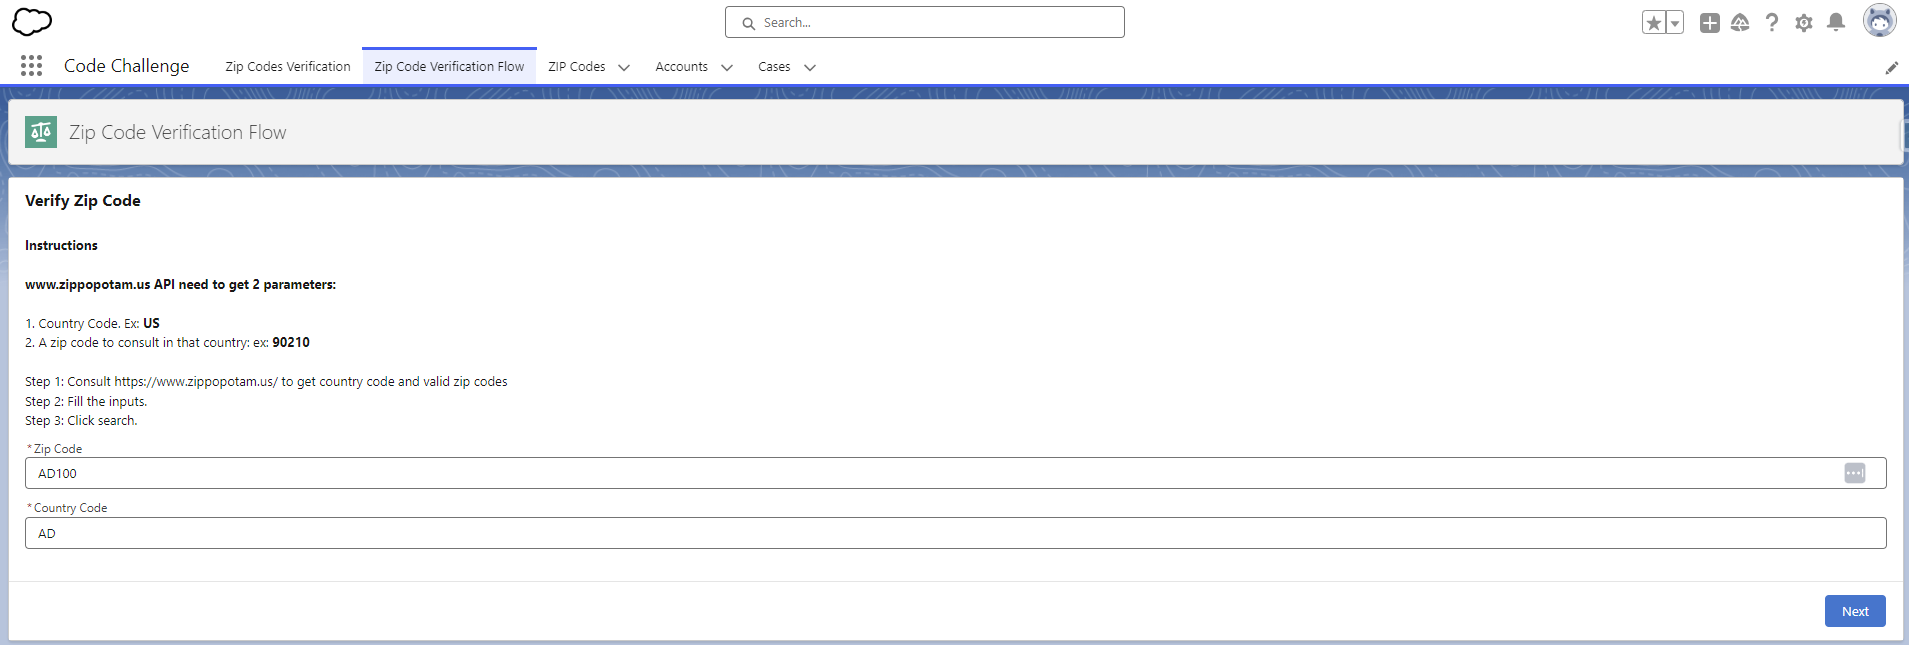 Search...
Code Challenge
Zip Codes Verification
Zip Code Verification Flow
ZIP Codes
Accounts
Cases
Zip Code Verification Flow
Verify Zip Code
Instructions
www.zippopotam.us API need to get 2 parameters:
1. Country Code. Ex: US
2. A zip code to consult in that country: ex: 90210
Step 1: Consult https://www.zippopotam.us/ to get country code and valid zip codes
Step 2: Fill the inputs.
Step 3: Click search.
*Zip Code
AD100
*Country Code
AD
Next